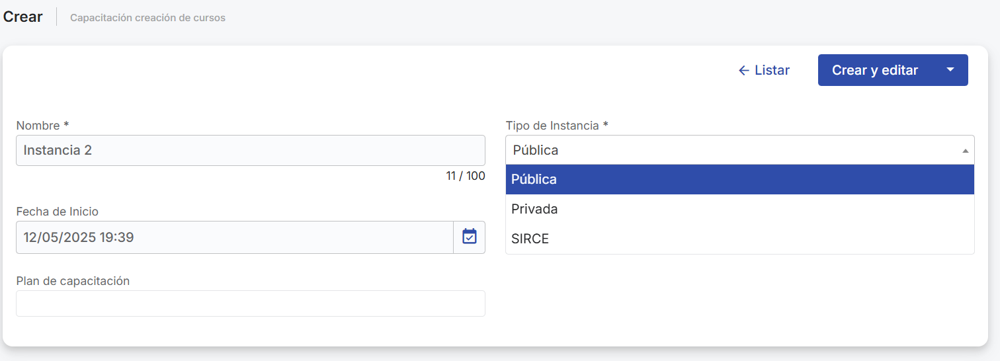 Crear
Capacitación creación de cursos
Listar
Crear y editar
Nombre *
Instancia 2
11 / 100
Tipo de Instancia *
Pública
Pública
Privada
SIRCE
Fecha de Inicio
12/05/2025 19:39
Plan de capacitación